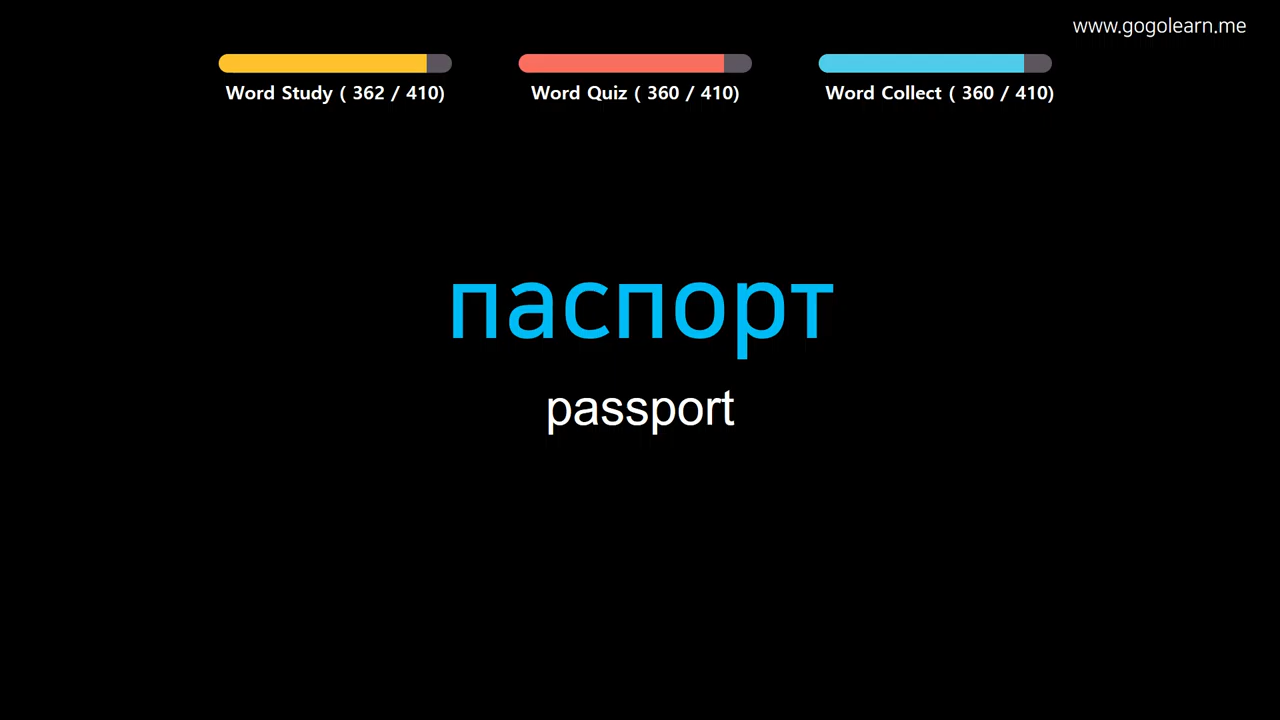 www.gogolearn.me
Word Study ( 362 / 410)
Word Quiz ( 360 / 410)
Word Collect ( 360 / 410)
паспорт
passport